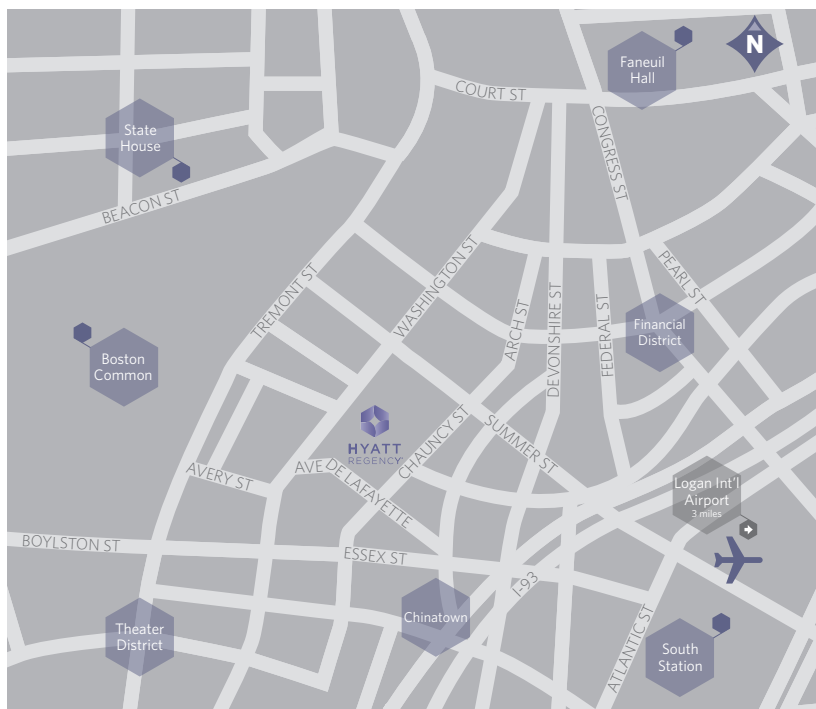 N
Faneuil
Hall
COURT ST
State
House
CONGRESS ST
BEACON ST
WASHINGTON ST
PEARL ST
TREMONT ST
ARCH ST
DEVONSHIRE ST
FEDERAL ST
Financial
District
Boston
Common
HYATT
REGENCY
CHAUNCY ST
SUMMER ST
AVE DE LAFAYETTE
AVERY ST
Logan Int'l
Airport
3 miles
BOYLSTON ST
ESSEX ST
I-93
Chinatown
Theater
District
ATLANTIC ST
South
Station